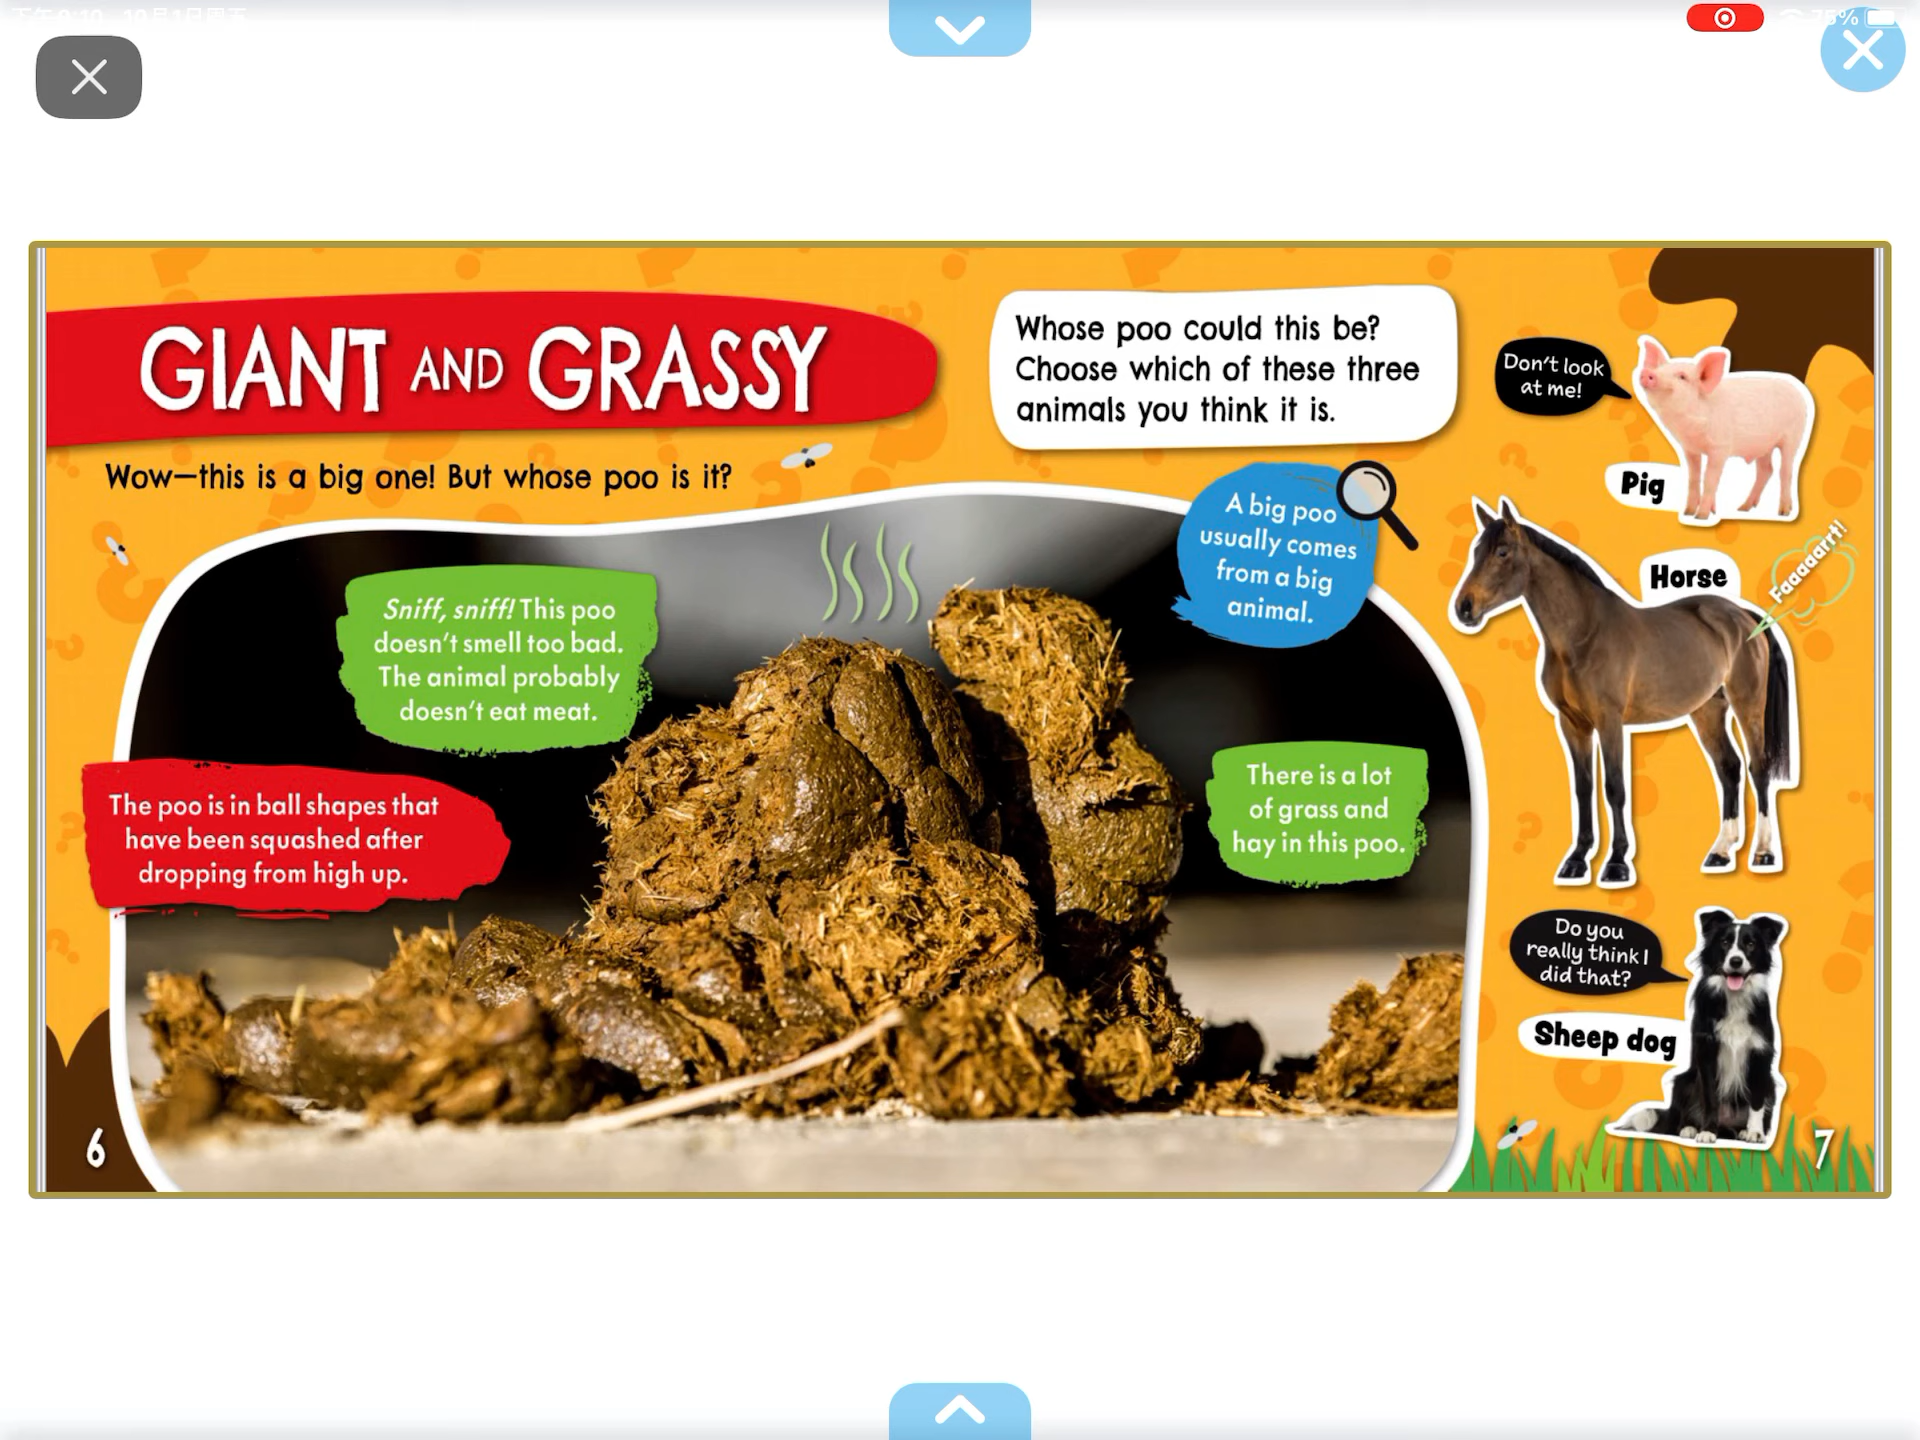 75%
GIANT AND GRASSY
Wow—this is a big one! But whose poo is it?
Whose poo could this be?
Choose which of these three
animals you think it is.
Don't look
at me!
Pig
A big poo
usually comes
from a big
animal.
Horse
Faaaaarrt!
Sniff, sniff! This poo
doesn't smell too bad.
The animal probably
doesn't eat meat.
The poo is in ball shapes that
have been squashed after
dropping from high up.
There is a lot
of grass and
hay in this poo.
Do you
really think I
did that?
Sheep dog
6
7